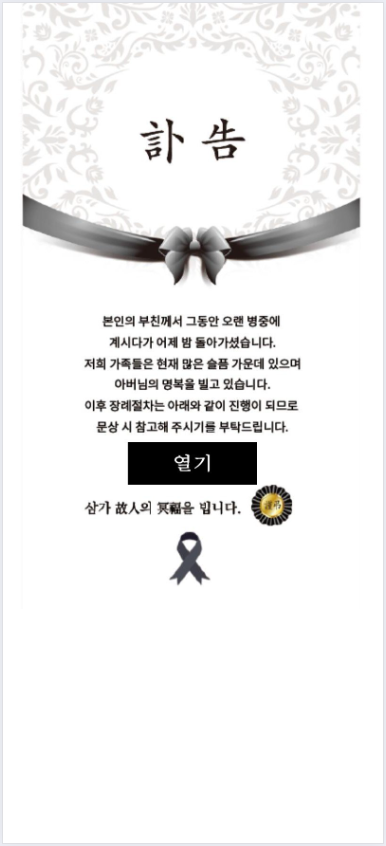 訃 告
본인의 부친께서 그동안 오랜 병중에
계시다가 어제 밤 돌아가셨습니다.
저희 가족들은 현재 많은 슬픔 가운데 있으며
아버님의 명복을 빌고 있습니다.
이후 장례절차는 아래와 같이 진행이 되므로
문상 시 참고해 주시기를 부탁드립니다.
열기
삼가 故人의 冥福을 빕니다.